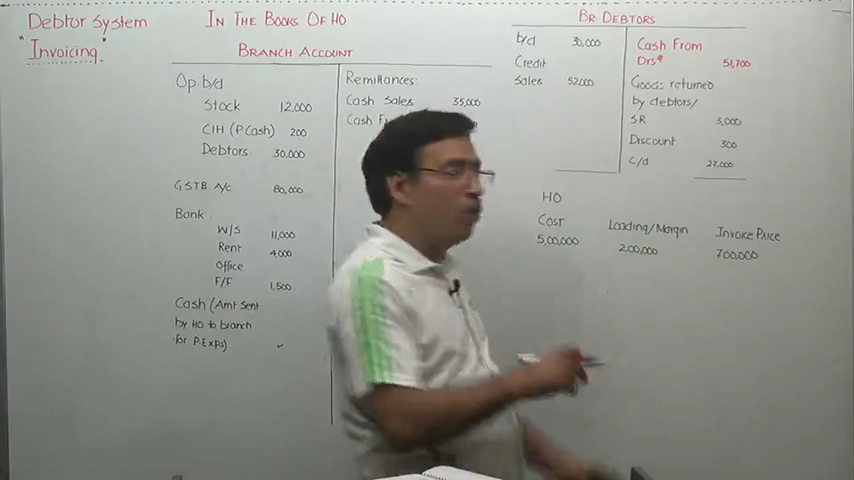 Debtor System
"Invoicing"
In The Books Of HO
Branch Account
Op. b/d
Stock 12,000
CIH (P.Cash) 200
Debtors 30,000
GSTB A/c 80,000
Bank:
W/S 11,000
Rent 4,000
Office
F/F 1,500
Cash (Amt Sent
by HO to branch
for P.Exps) ✓
Remittances:
Cash Sales 35,000
Cash
Br Debtors
b/d 30,000
Credit
Sales 52,000
Cash From
Drs* 51,700
Goods returned
by debtors/
S.R 3,000
Discount 300
c/d 27,000
HO
Cost
5,00,000
Loading/Margin
2,00,000
Invoice Price
700,000